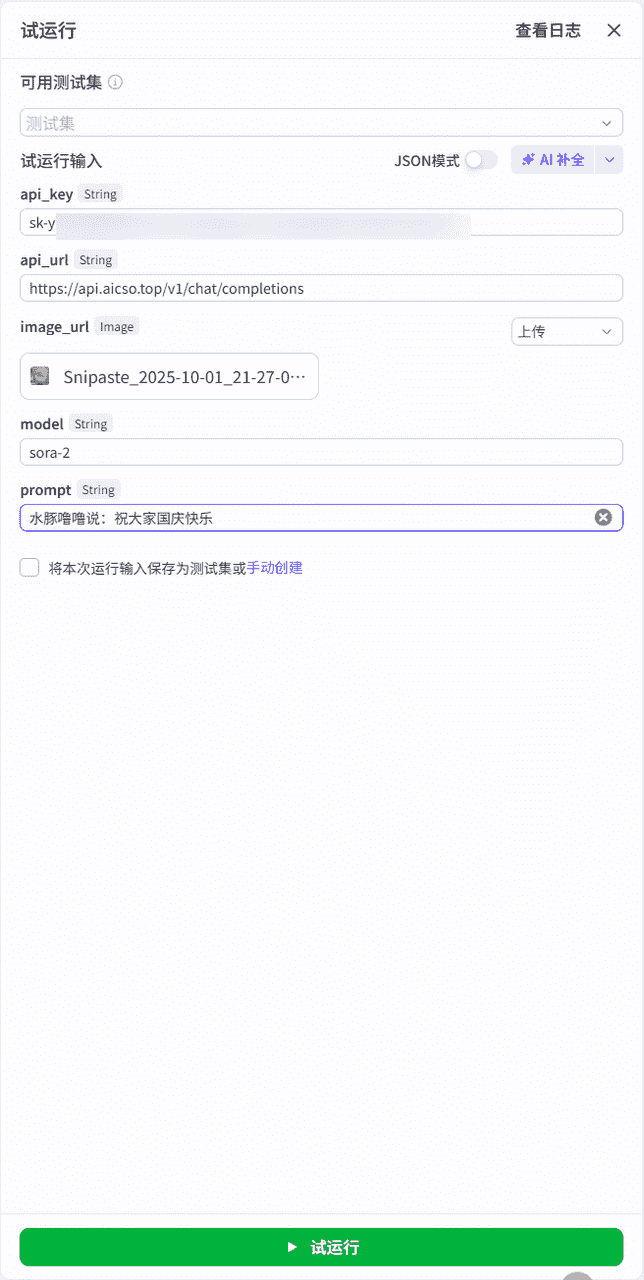 试运行 查看日志
可用测试集
测试集
试运行输入 JSON模式 AI 补全
api_key String
sk-y
api_url String
https://api.aicso.top/v1/chat/completions
image_url Image 上传
Snipaste_2025-10-01_21-27-0···
model String
sora-2
prompt String
水豚噜噜说：祝大家国庆快乐
将本次运行输入保存为测试集或手动创建
试运行